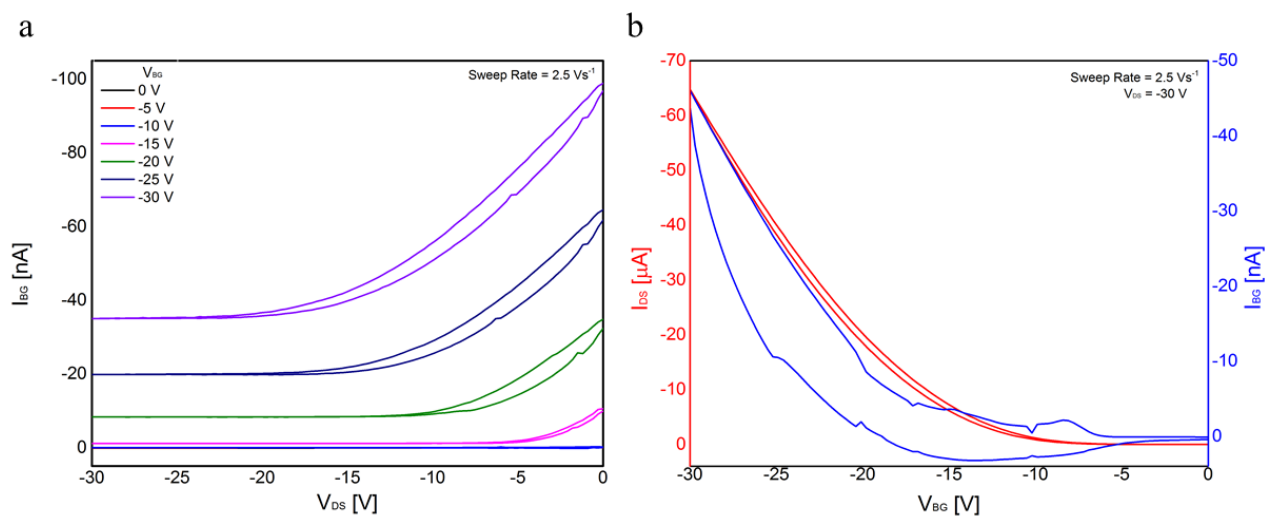 a
b
V_BG
0 V
-5 V
-10 V
-15 V
-20 V
-25 V
-30 V
Sweep Rate = 2.5 Vs⁻¹
-100
-80
-60
-40
-20
0
I_BG [nA]
-30
-25
-20
-15
-10
-5
0
V_DS [V]
Sweep Rate = 2.5 Vs⁻¹
V_DS = -30 V
-70
-60
-50
-40
-30
-20
-10
0
I_DS [µA]
-50
-40
-30
-20
-10
0
I_BG [nA]
-30
-25
-20
-15
-10
-5
0
V_BG [V]